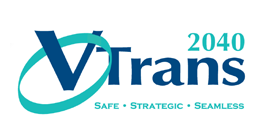 2040
VTrans
SAFE • STRATEGIC • SEAMLESS